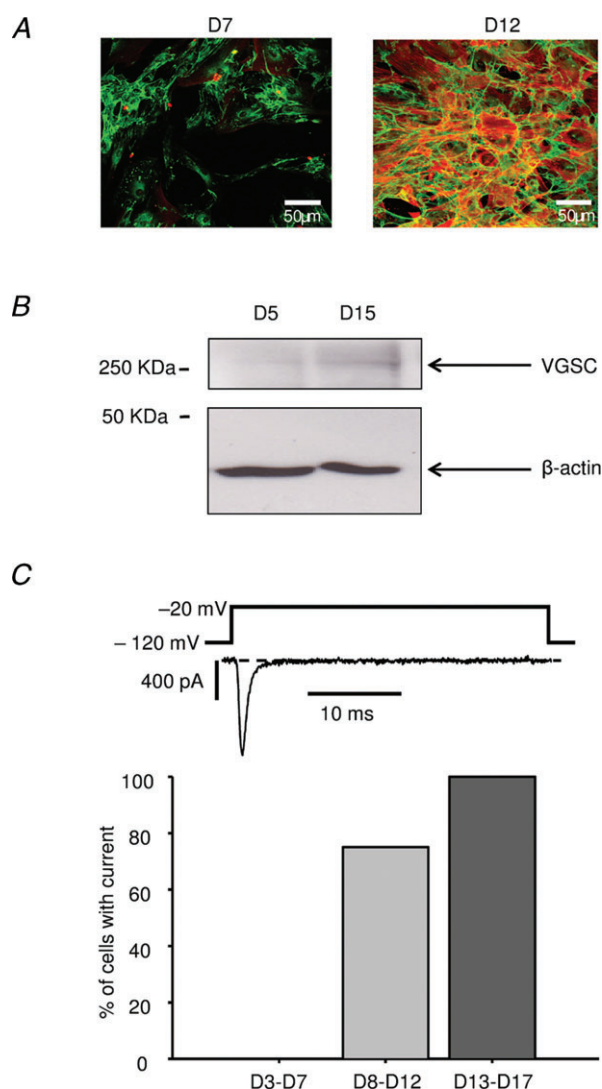 A
D7
D12
50µm
50µm
B
D5
D15
250 KDa
VGSC
50 KDa
β-actin
C
–20 mV
– 120 mV
400 pA
10 ms
% of cells with current
100
80
60
40
20
0
D3-D7
D8-D12
D13-D17